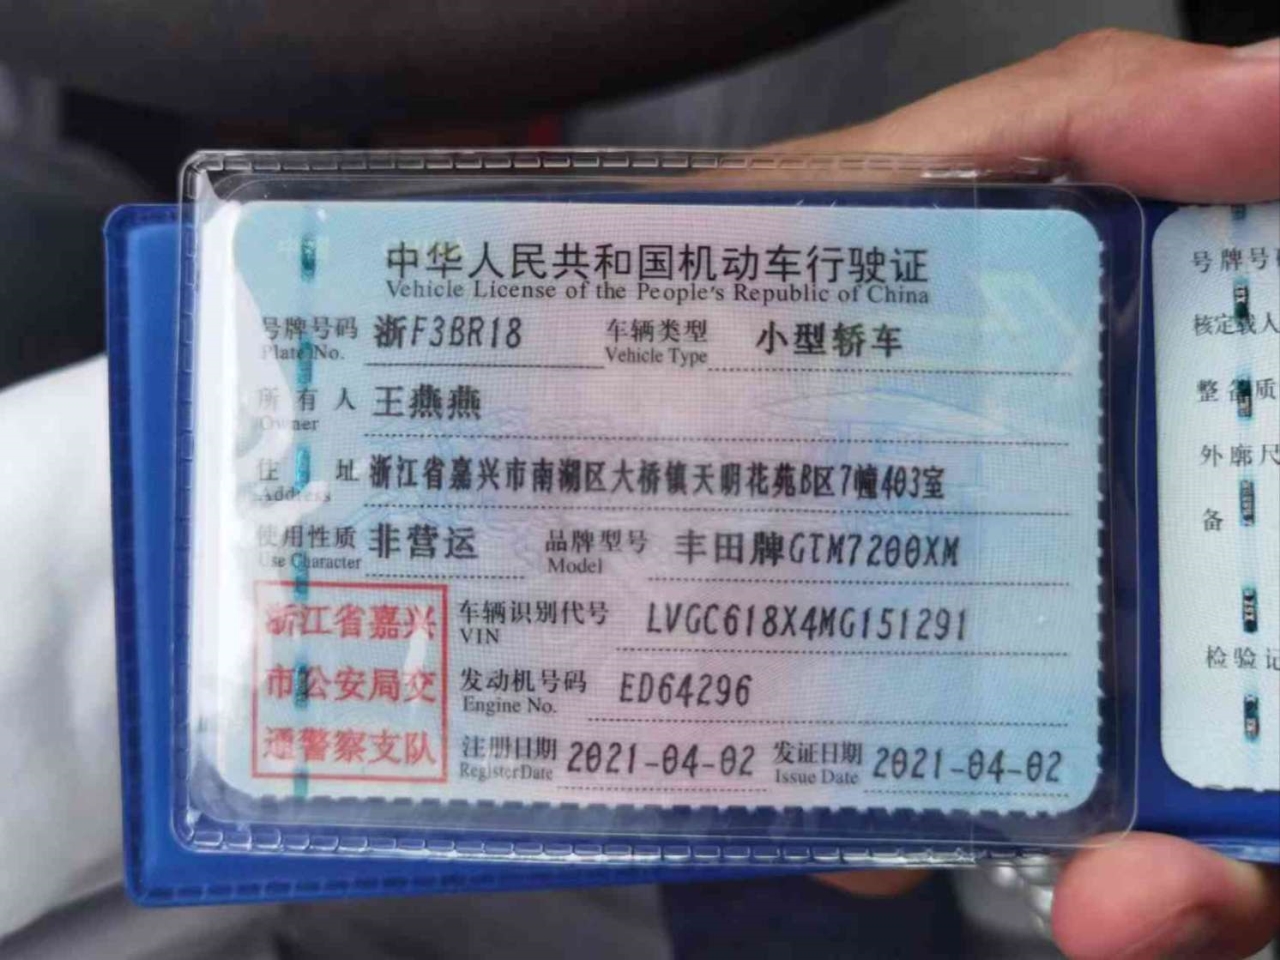 中华人民共和国机动车行驶证
Vehicle License of the People's Republic of China
号牌号码 浙F3BR18 车辆类型 小型轿车
Plate No. Vehicle Type
所有人 王燕燕
Owner
住址 浙江省嘉兴市南湖区大桥镇天明花苑B区7幢403室
Address
使用性质 非营运 品牌型号 丰田牌GTM7200XM
Use Character Model
浙江省嘉兴
市公安局交
通警察支队
车辆识别代号 LVGC618X4MG151291
VIN
发动机号码 ED64296
Engine No.
注册日期 2021-04-02 发证日期 2021-04-02
Register Date Issue Date
号牌号
核定载人
整备质
外廓尺
备
检验记